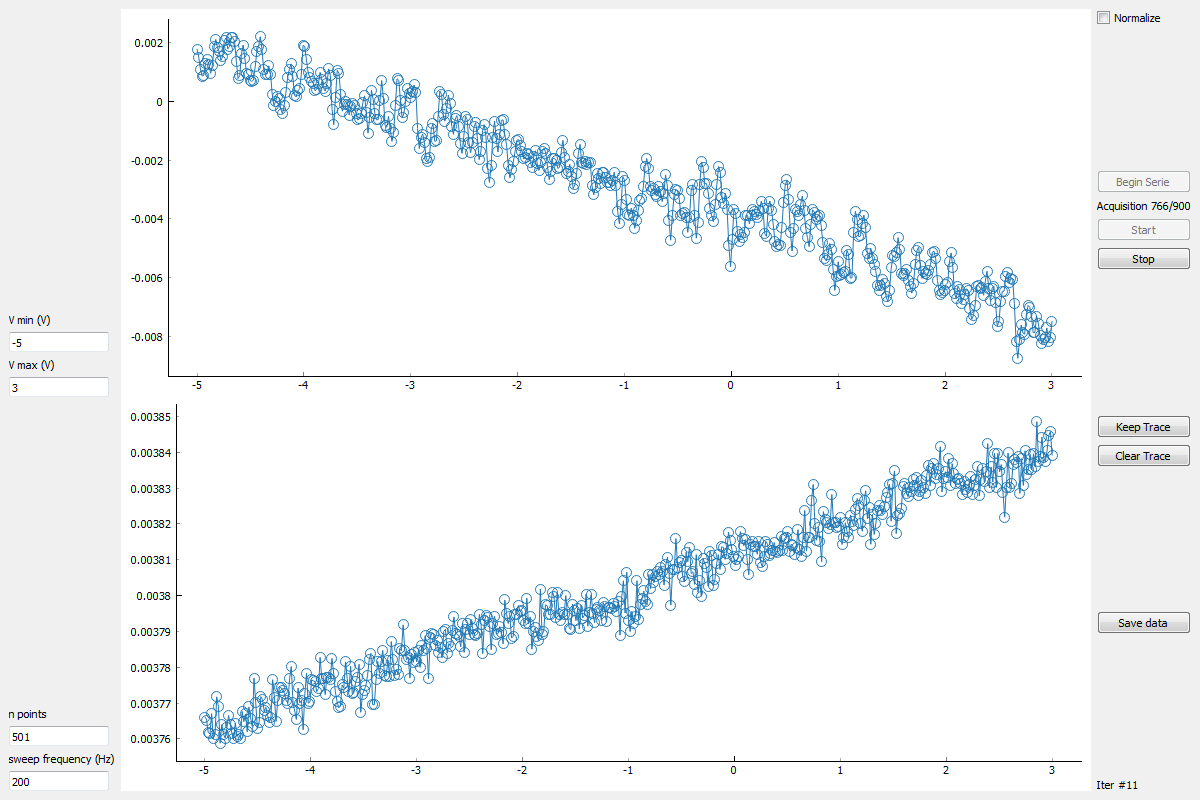 Normalize
0.002
0
-0.002
-0.004
-0.006
-0.008
-5
-4
-3
-2
-1
0
1
2
3
Begin Serie
Acquisition 766/900
Start
Stop
V min (V)
-5
V max (V)
3
0.00385
0.00384
0.00383
0.00382
0.00381
0.0038
0.00379
0.00378
0.00377
0.00376
-5
-4
-3
-2
-1
0
1
2
3
Keep Trace
Clear Trace
Save data
n points
501
sweep frequency (Hz)
200
Iter #11